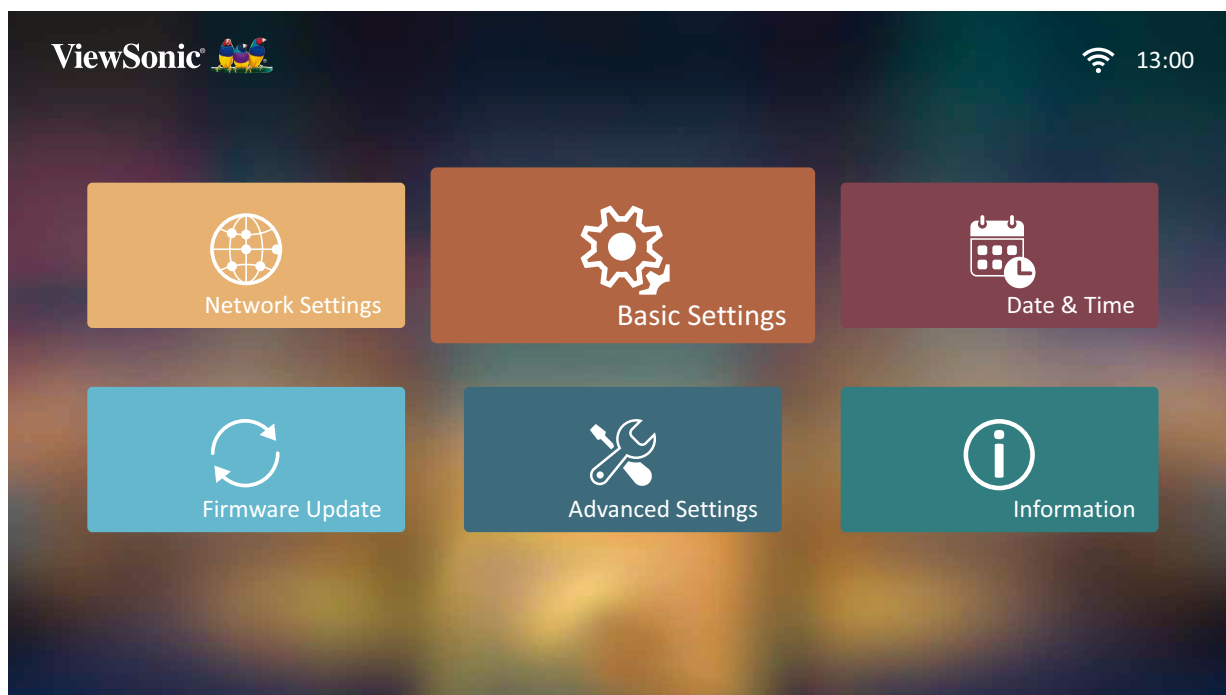 ViewSonic®
13:00
Network Settings
Basic Settings
Date & Time
Firmware Update
Advanced Settings
Information